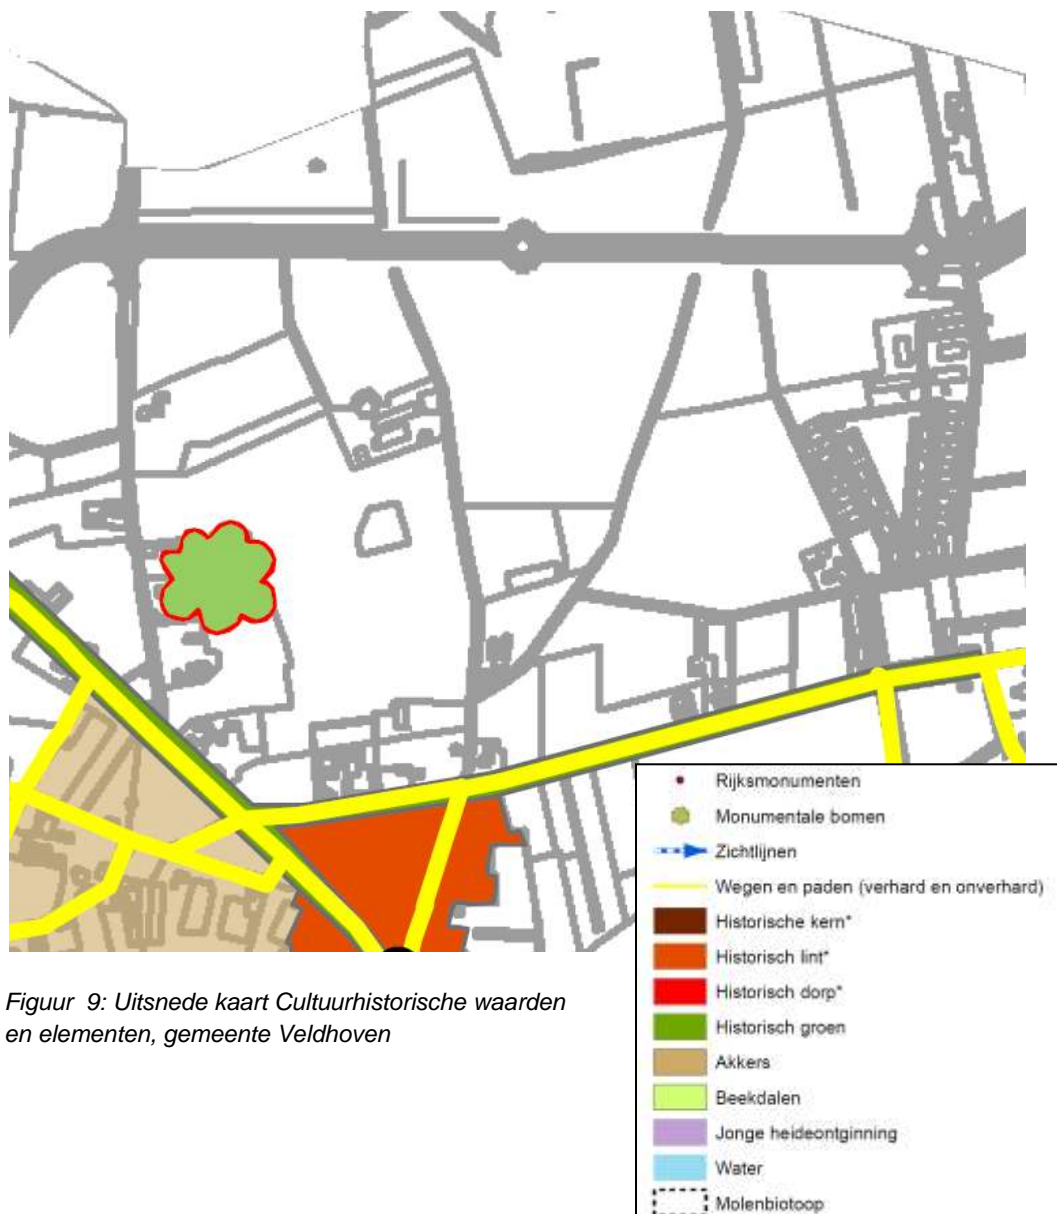 Rijksmonumenten
Monumentale bomen
Zichtlijnen
Wegen en paden (verhard en onverhard)
Historische kern*
Historisch lint*
Historisch dorp*
Historisch groen
Akkers
Beekdalen
Jonge heideontginning
Water
Molenbiotoop
Figuur 9: Uitsnede kaart Cultuurhistorische waarden
en elementen, gemeente Veldhoven